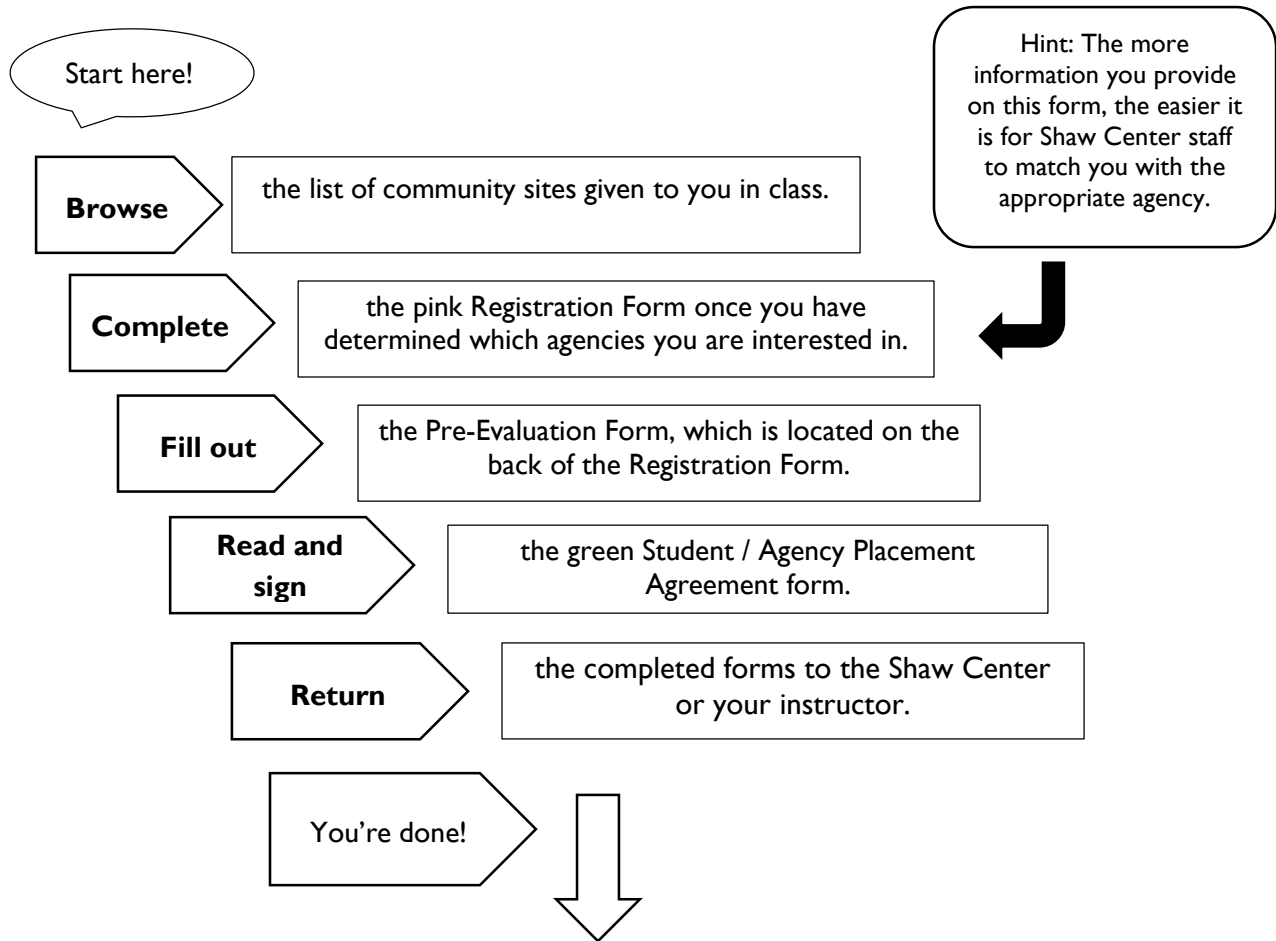 Start here!
Hint: The more
information you provide
on this form, the easier it
is for Shaw Center staff
to match you with the
appropriate agency.
Browse
the list of community sites given to you in class.
Complete
the pink Registration Form once you have
determined which agencies you are interested in.
Fill out
the Pre-Evaluation Form, which is located on the
back of the Registration Form.
Read and
sign
the green Student / Agency Placement
Agreement form.
Return
the completed forms to the Shaw Center
or your instructor.
You’re done!